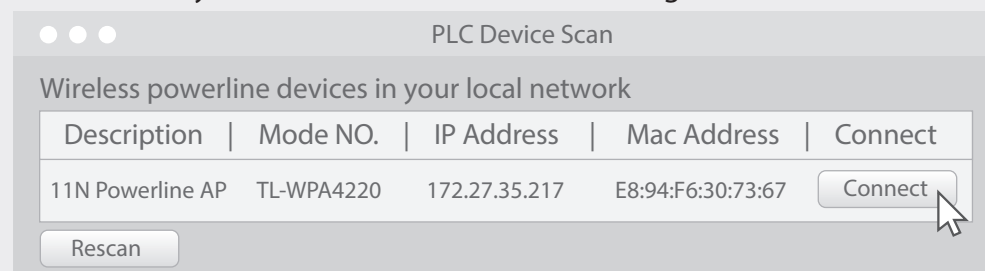 PLC Device Scan
Wireless powerline devices in your local network
Description | Mode NO. | IP Address | Mac Address | Connect
11N Powerline AP TL-WPA4220 172.27.35.217 E8:94:F6:30:73:67 Connect
Rescan